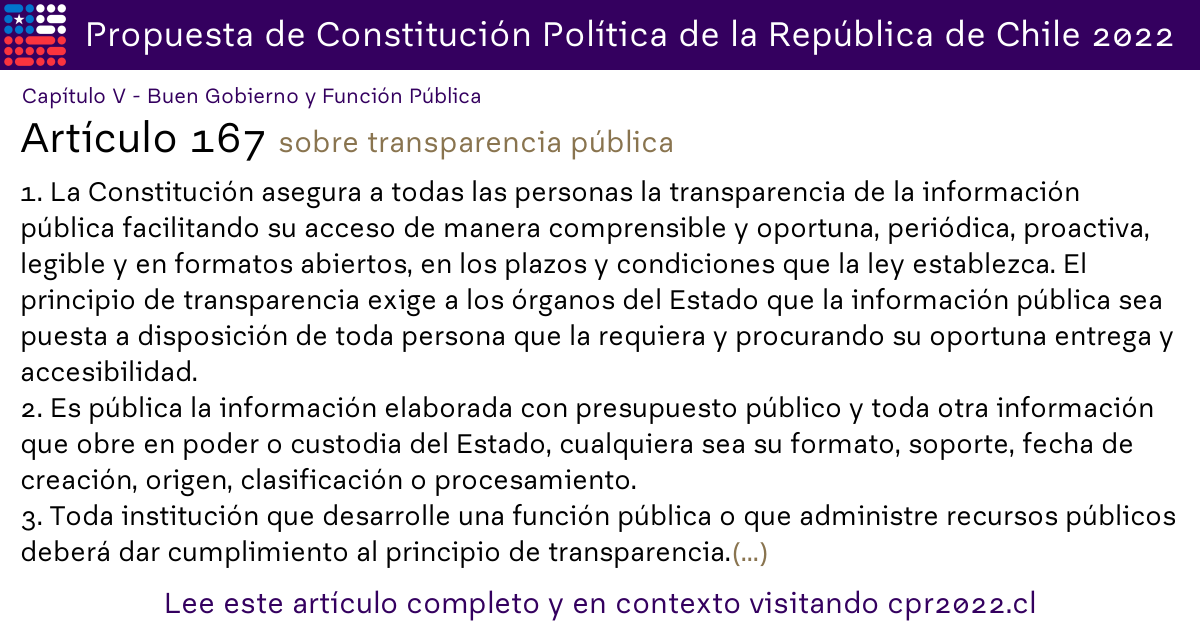 Propuesta de Constitución Política de la República de Chile 2022
Capítulo V - Buen Gobierno y Función Pública
Artículo 167 sobre transparencia pública
1. La Constitución asegura a todas las personas la transparencia de la información
pública facilitando su acceso de manera comprensible y oportuna, periódica, proactiva,
legible y en formatos abiertos, en los plazos y condiciones que la ley establezca. El
principio de transparencia exige a los órganos del Estado que la información pública sea
puesta a disposición de toda persona que la requiera y procurando su oportuna entrega y
accesibilidad.
2. Es pública la información elaborada con presupuesto público y toda otra información
que obre en poder o custodia del Estado, cualquiera sea su formato, soporte, fecha de
creación, origen, clasificación o procesamiento.
3. Toda institución que desarrolle una función pública o que administre recursos públicos
deberá dar cumplimiento al principio de transparencia.(...)
Lee este artículo completo y en contexto visitando cpr2022.cl